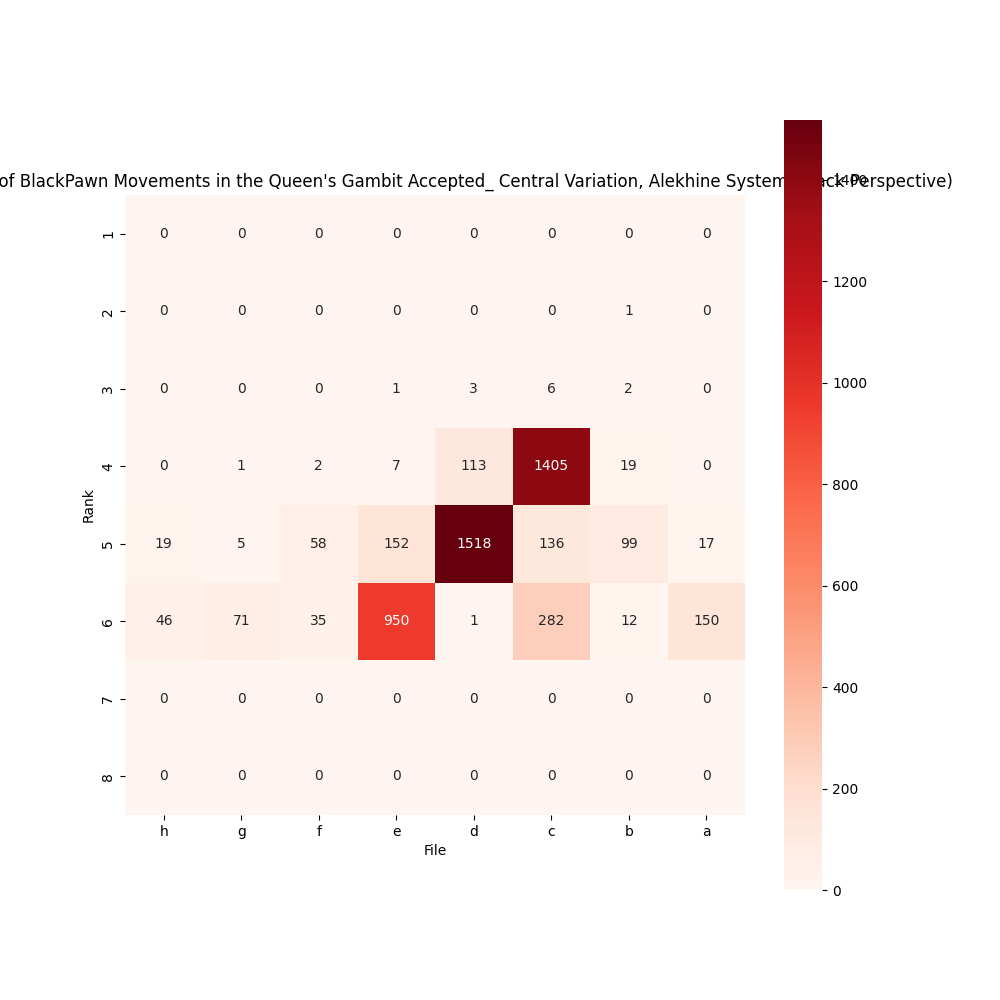 of BlackPawn Movements in the Queen's Gambit Accepted_ Central Variation, Alekhine System Perspective)
1400
1 0 0 0 0 0 0 0 0
1200
2 0 0 0 0 0 0 1 0
3 0 0 0 1 3 6 2 0
1000
4 0 1 2 7 113 1405 19 0
800
Rank
5 19 5 58 152 1518 136 99 17
600
6 46 71 35 950 1 282 12 150
400
7 0 0 0 0 0 0 0 0
8 0 0 0 0 0 0 0 0
200
h g f e d c b a
File
0